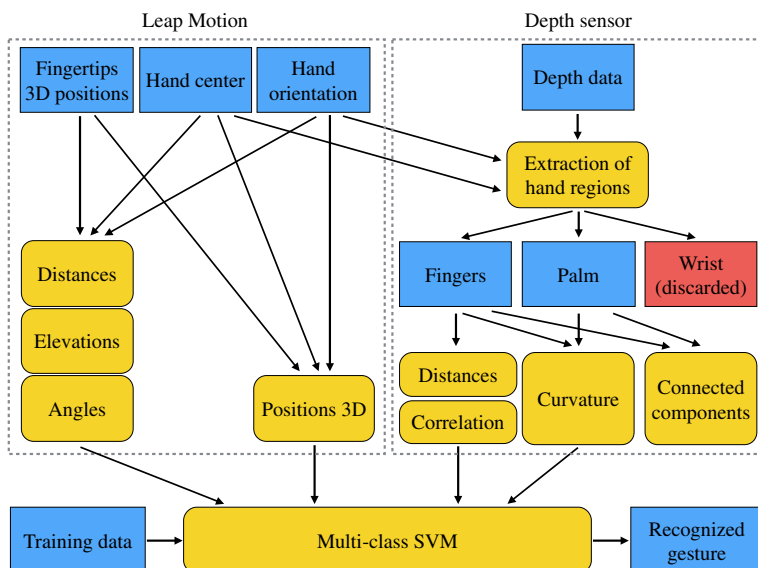 Leap Motion
Depth sensor
Fingertips
3D positions
Hand center
Hand
orientation
Depth data
Extraction of
hand regions
Fingers
Palm
Wrist
(discarded)
Distances
Elevations
Angles
Positions 3D
Distances
Correlation
Curvature
Connected
components
Training data
Multi-class SVM
Recognized
gesture